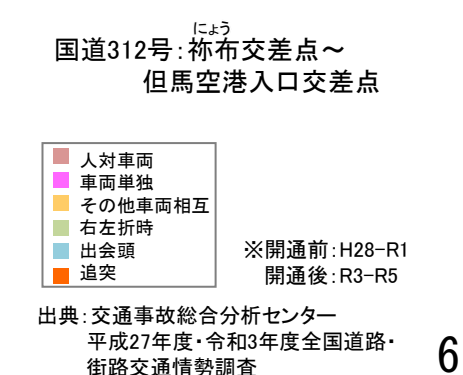 にょう
国道312号：祢布交差点～
但馬空港入口交差点
人対車両
車両単独
その他車両相互
右左折時
出会頭
追突
※開通前：H28-R1
開通後：R3-R5
出典：交通事故総合分析センター
平成27年度・令和3年度全国道路・
街路交通情勢調査
6